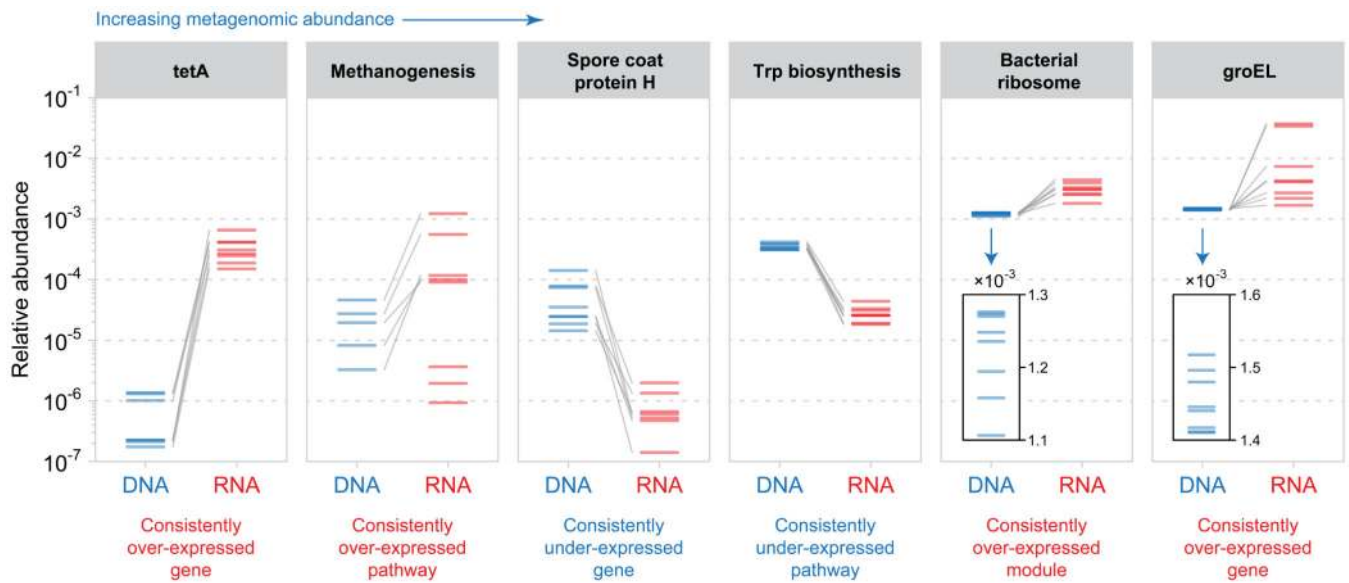 Increasing metagenomic abundance
tetA
Methanogenesis
Spore coat
protein H
Trp biosynthesis
Bacterial
ribosome
groEL
Relative abundance
10-1
10-2
10-3
10-4
10-5
10-6
10-7
×10-3
1.3
1.2
1.1
×10-3
1.6
1.5
1.4
DNA RNA
DNA RNA
DNA RNA
DNA RNA
DNA RNA
DNA RNA
Consistently
over-expressed
gene
Consistently
over-expressed
pathway
Consistently
under-expressed
gene
Consistently
under-expressed
pathway
Consistently
over-expressed
module
Consistently
over-expressed
gene